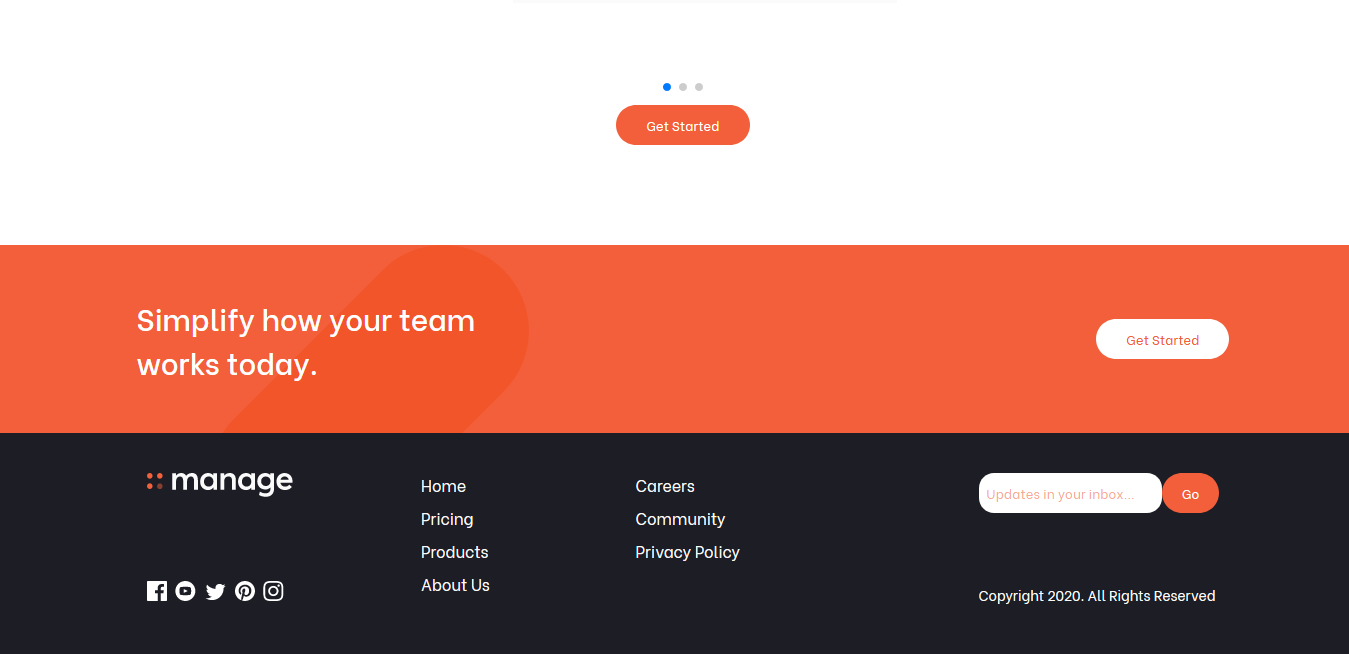 Get Started
Simplify how your team
works today.
Get Started
manage
Home
Pricing
Products
About Us
Careers
Community
Privacy Policy
Updates in your inbox...
Go
Copyright 2020. All Rights Reserved